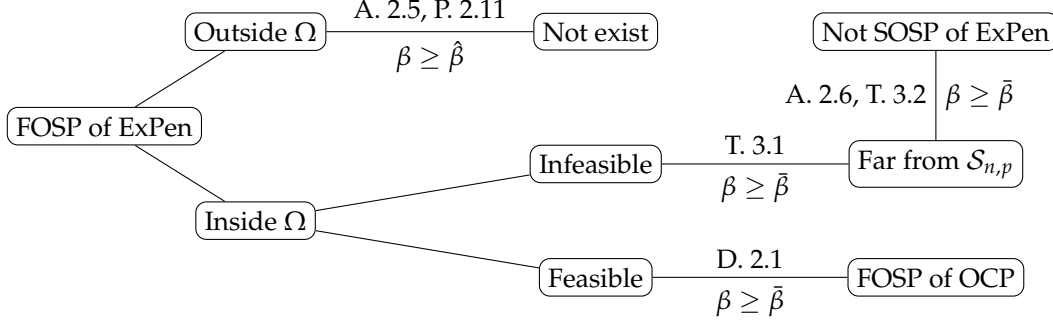 Outside Ω
A. 2.5, P. 2.11
β ≥ β̂
Not exist
Not SOSP of ExPen
A. 2.6, T. 3.2
β ≥ β̄
FOSP of ExPen
Infeasible
T. 3.1
β ≥ β̄
Far from 𝒮ₙ,ₚ
Inside Ω
Feasible
D. 2.1
β ≥ β̄
FOSP of OCP